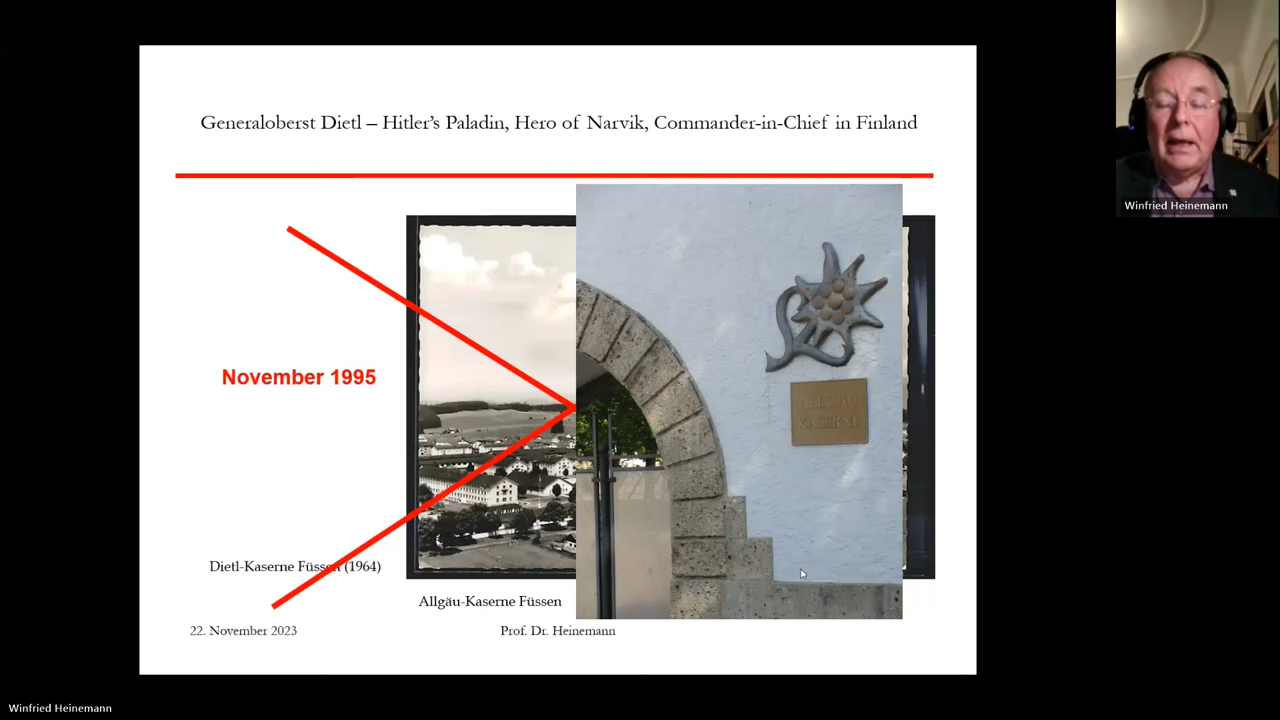 Generaloberst Dietl – Hitler's Paladin, Hero of Narvik, Commander-in-Chief in Finland
Winfried Heinemann
November 1995
ALLGÄU
KASERNE
Dietl-Kaserne Füssen (1964)
Allgäu-Kaserne Füssen
22. November 2023
Prof. Dr. Heinemann
Winfried Heinemann